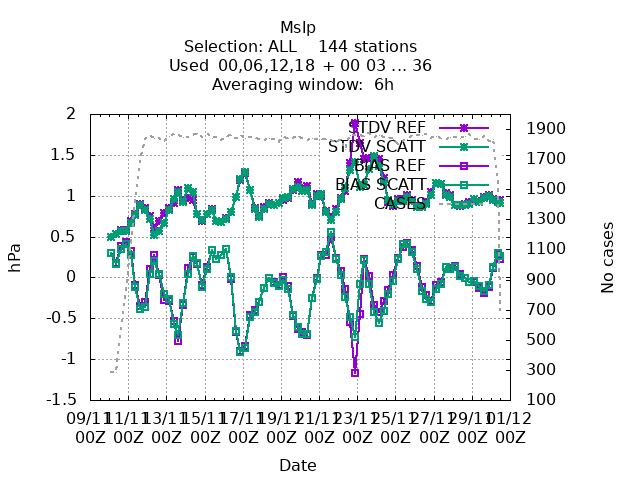 Mslp
Selection: ALL    144 stations
Used  00,06,12,18 + 00 03 ... 36
Averaging window:  6h
STDV REF
STDV SCATT
BIAS REF
BIAS SCATT
CASES
hPa
2
1.5
1
0.5
0
-0.5
-1
-1.5
No cases
1900
1700
1500
1300
1100
900
700
500
300
100
09/11 11/11 13/11 15/11 17/11 19/11 21/11 23/11 25/11 27/11 29/11 01/12
00Z 00Z 00Z 00Z 00Z 00Z 00Z 00Z 00Z 00Z 00Z 00Z
Date